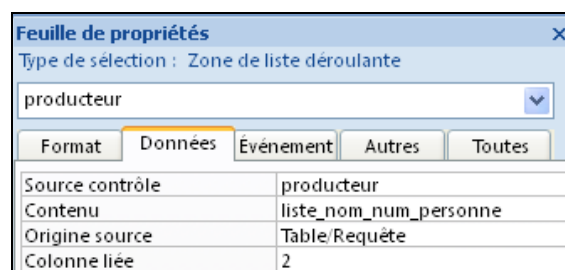 Feuille de propriétés
Type de sélection : Zone de liste déroulante
producteur
Format Données Événement Autres Toutes
Source contrôle producteur
Contenu liste_nom_num_personne
Origine source Table/Requête
Colonne liée 2